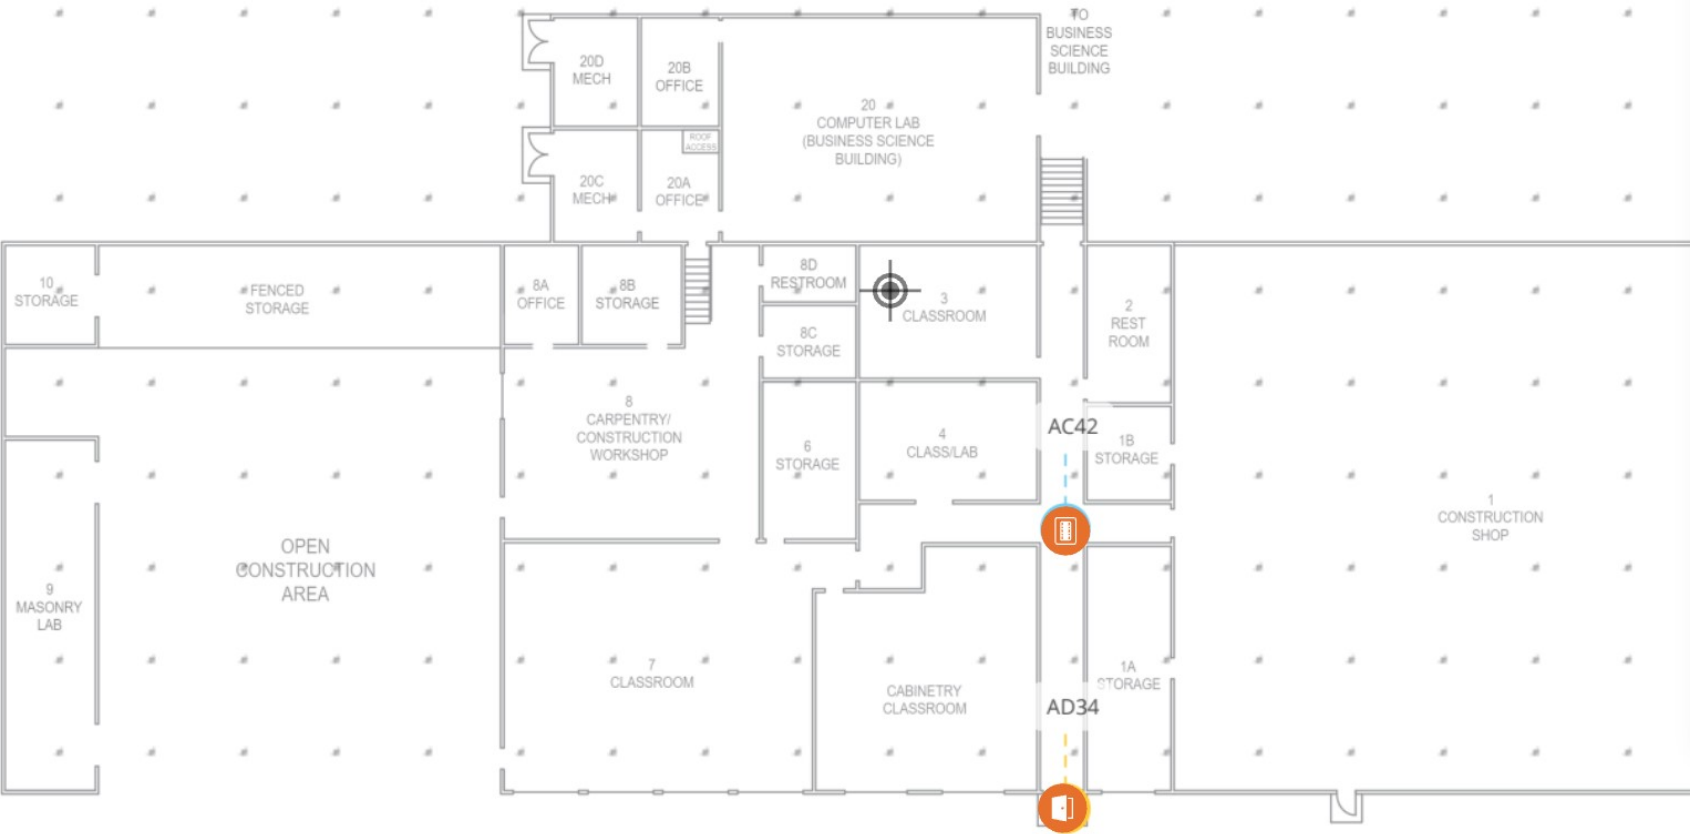 TO
BUSINESS
SCIENCE
BUILDING
20D
MECH
20B
OFFICE
20
COMPUTER LAB
(BUSINESS SCIENCE
BUILDING)
ROOF
ACCESS
20C
MECH
20A
OFFICE
10
STORAGE
FENCED
STORAGE
8A
OFFICE
8B
STORAGE
8D
RESTROOM
3
CLASSROOM
2
REST
ROOM
8C
STORAGE
8
CARPENTRY/
CONSTRUCTION
WORKSHOP
6
STORAGE
4
CLASS/LAB
AC42
1B
STORAGE
1
CONSTRUCTION
SHOP
OPEN
CONSTRUCTION
AREA
9
MASONRY
LAB
7
CLASSROOM
CABINETRY
CLASSROOM
1A
STORAGE
AD34